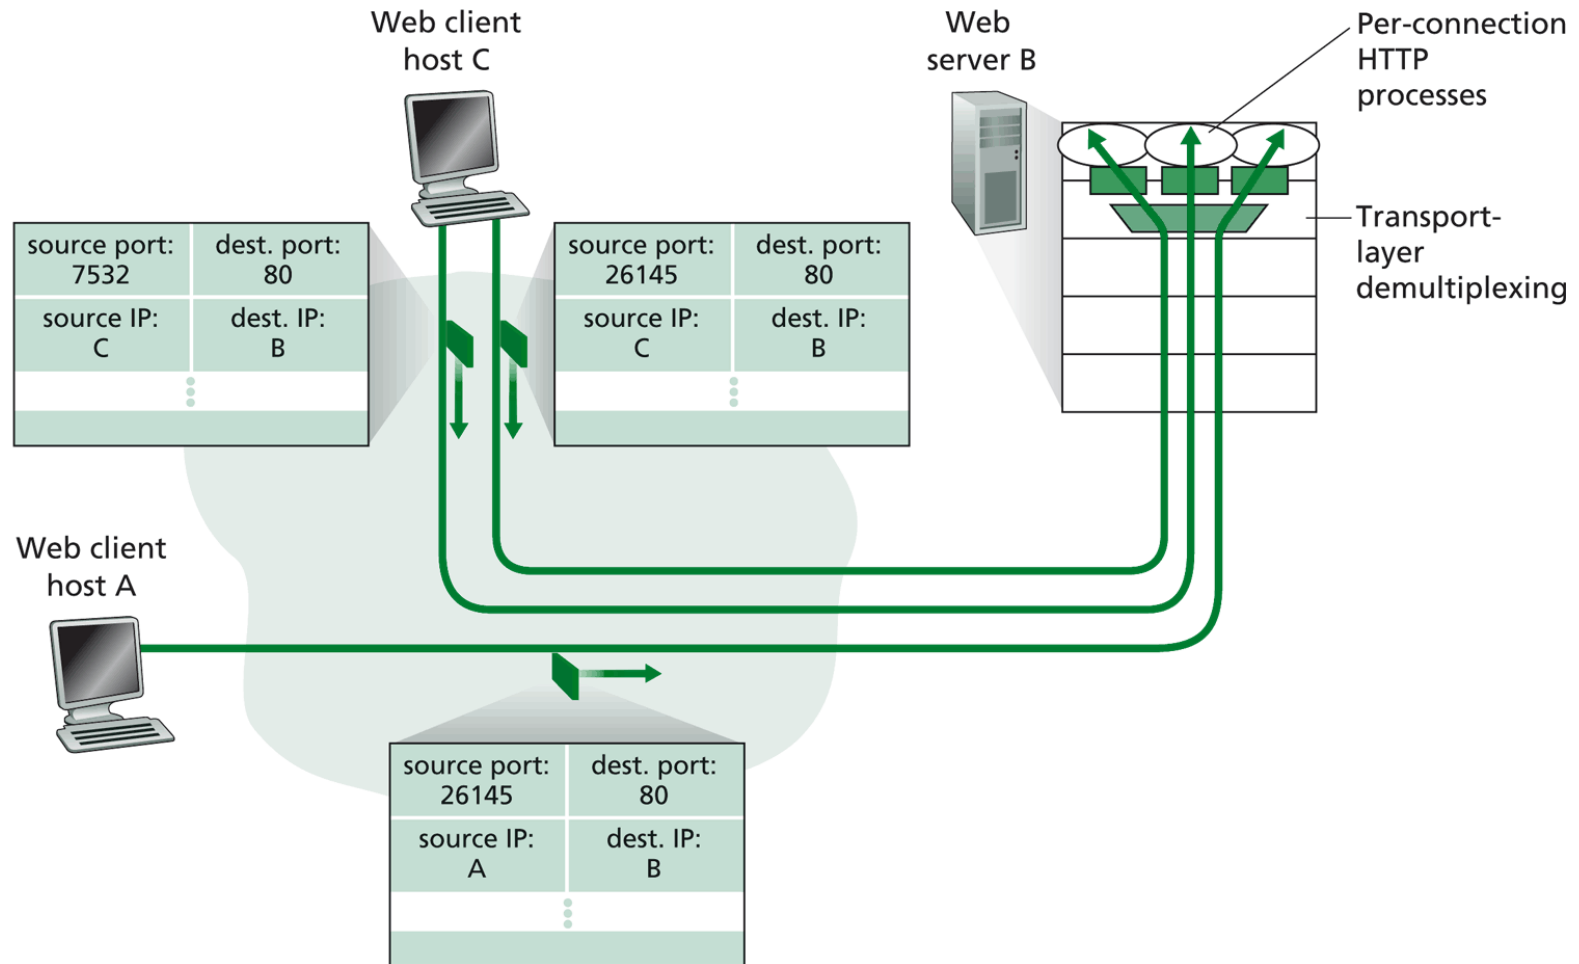 Web client
host C
Web
server B
Per-connection
HTTP
processes
source port:
7532
dest. port:
80
source IP:
C
dest. IP:
B
source port:
26145
dest. port:
80
source IP:
C
dest. IP:
B
Transport-
layer
demultiplexing
Web client
host A
source port:
26145
dest. port:
80
source IP:
A
dest. IP:
B